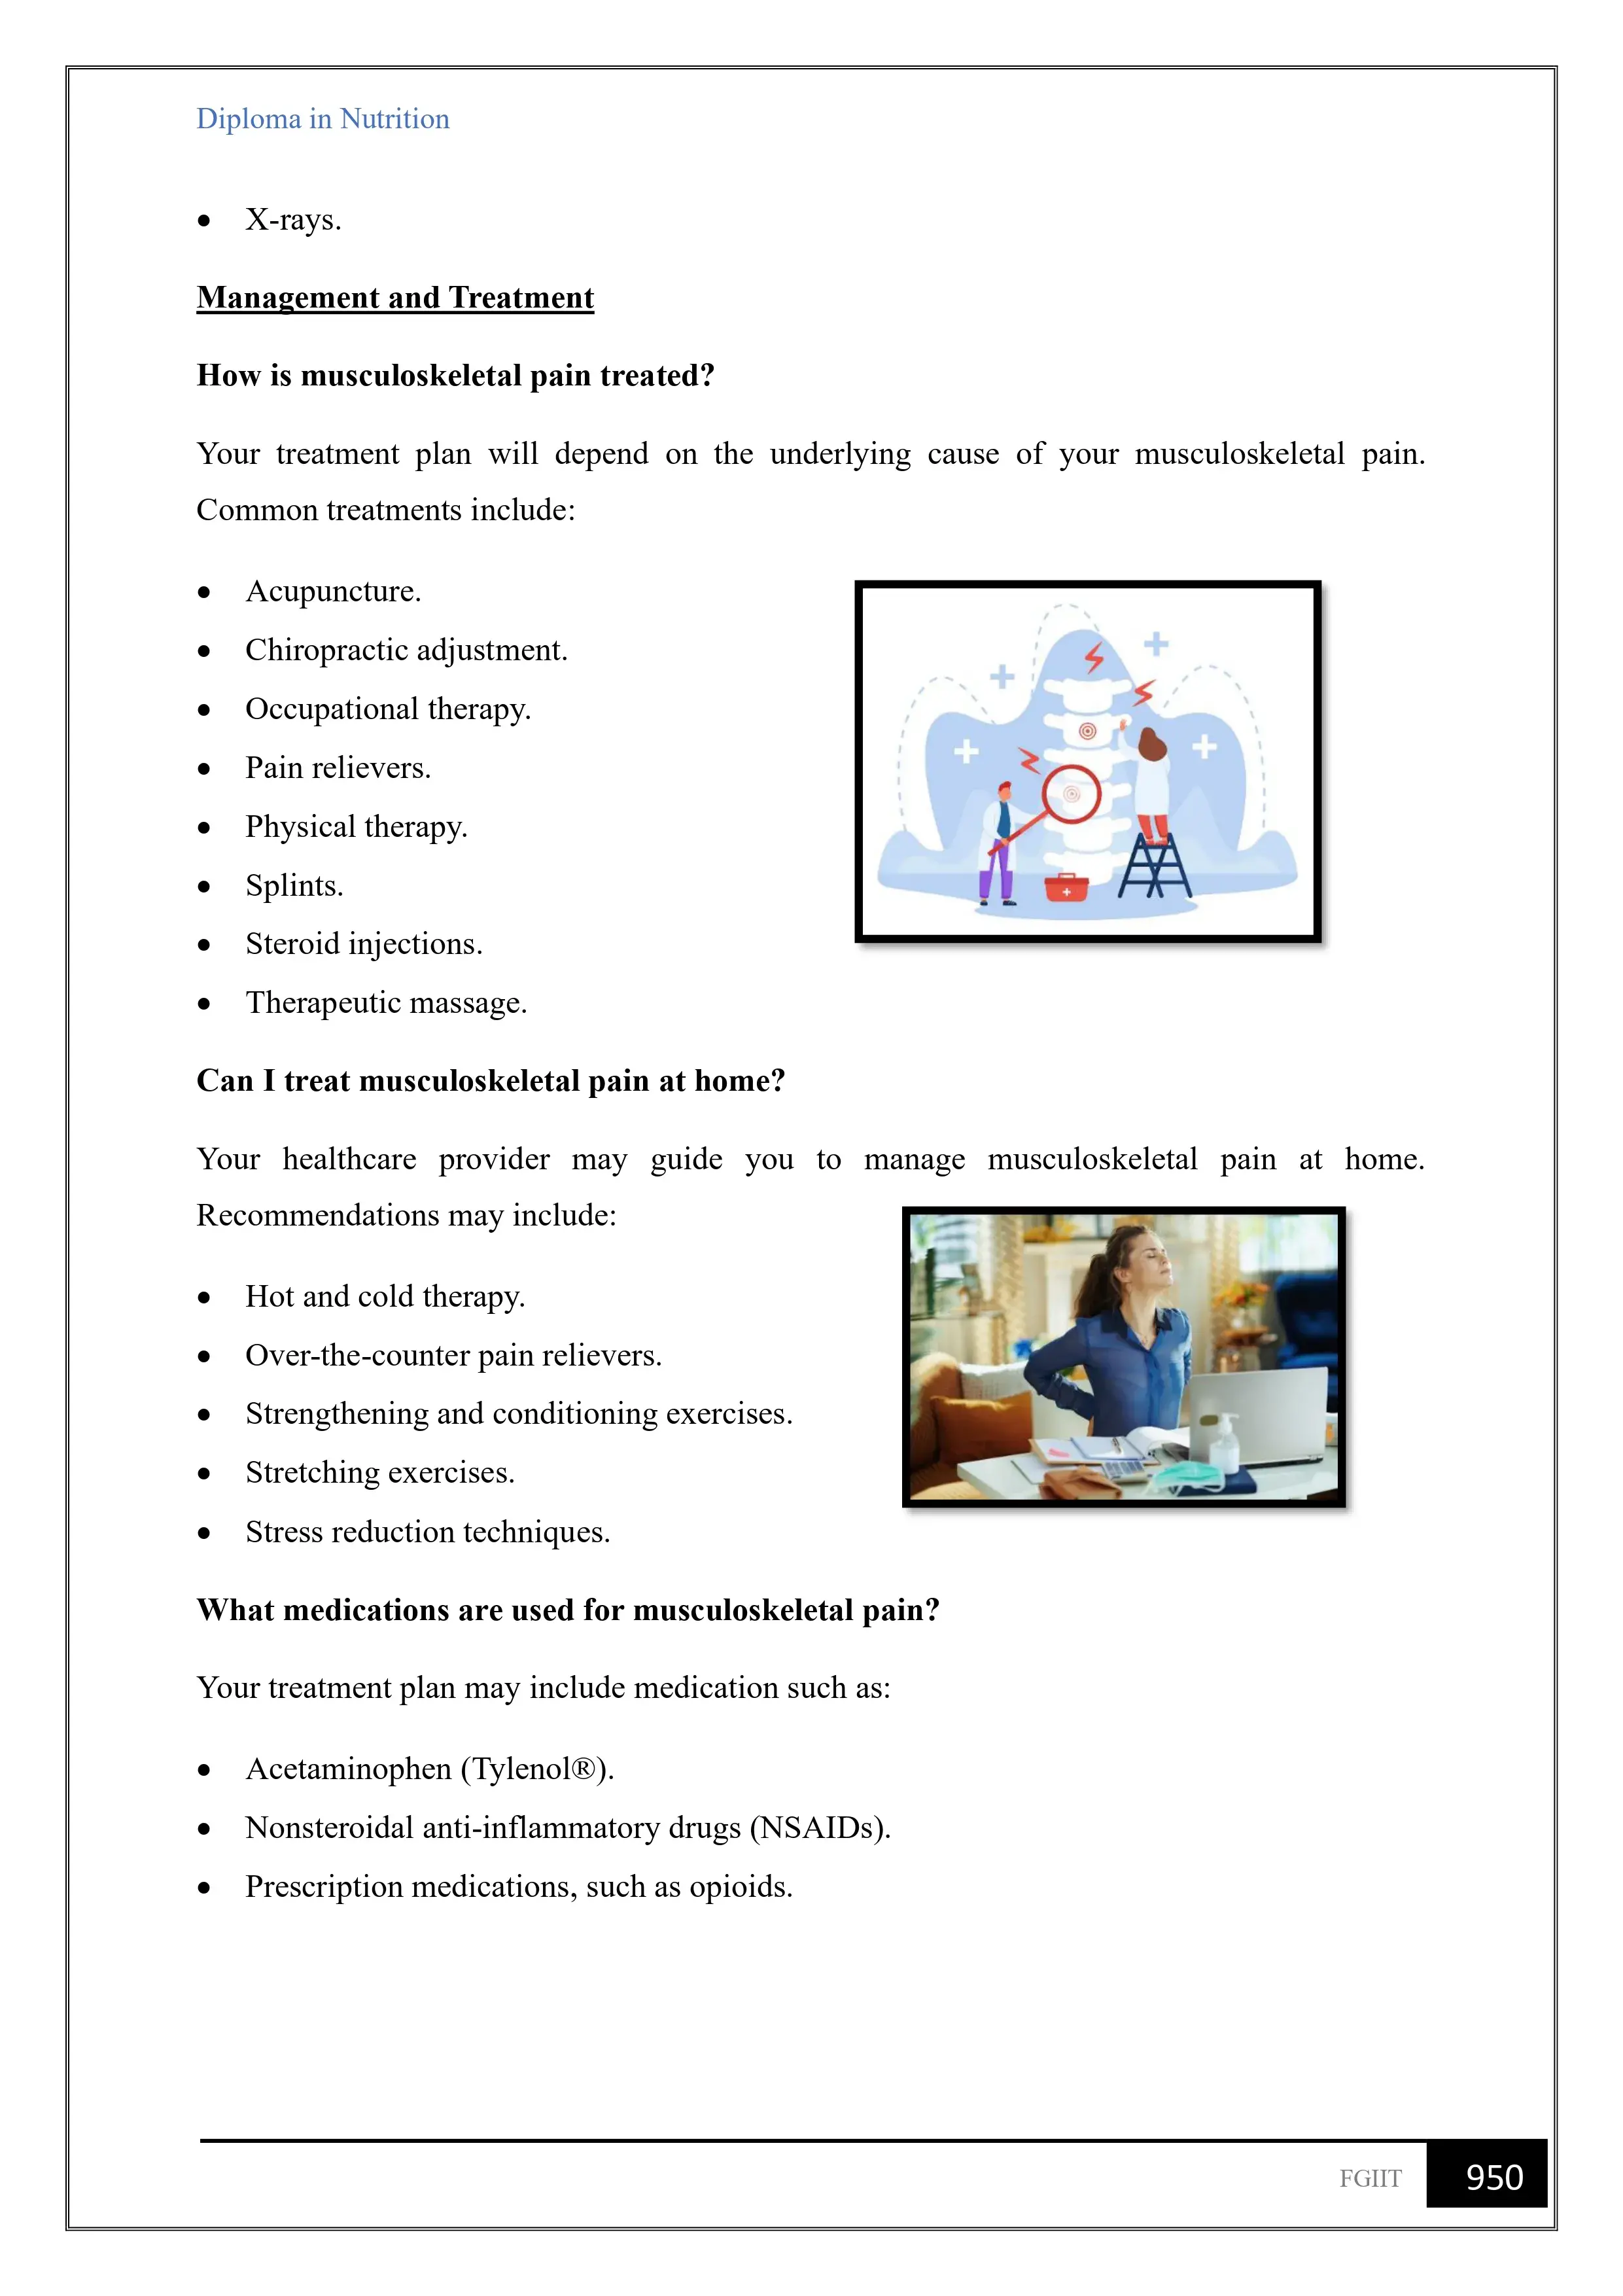 Diploma in Nutrition
• X-rays.
Management and Treatment
How is musculoskeletal pain treated?
Your treatment plan will depend on the underlying cause of your musculoskeletal pain.
Common treatments include:
• Acupuncture.
• Chiropractic adjustment.
• Occupational therapy.
• Pain relievers.
• Physical therapy.
• Splints.
• Steroid injections.
• Therapeutic massage.
Can I treat musculoskeletal pain at home?
Your healthcare provider may guide you to manage musculoskeletal pain at home.
Recommendations may include:
• Hot and cold therapy.
• Over-the-counter pain relievers.
• Strengthening and conditioning exercises.
• Stretching exercises.
• Stress reduction techniques.
What medications are used for musculoskeletal pain?
Your treatment plan may include medication such as:
• Acetaminophen (Tylenol®).
• Nonsteroidal anti-inflammatory drugs (NSAIDs).
• Prescription medications, such as opioids.
FGIIT 950